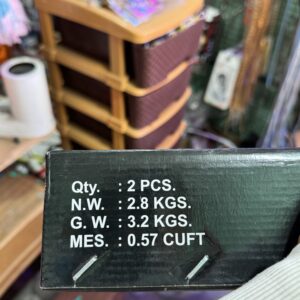 Qty. : 2 PCS.
N.W. : 2.8 KGS.
G. W. : 3.2 KGS.
MES. : 0.57 CUFT